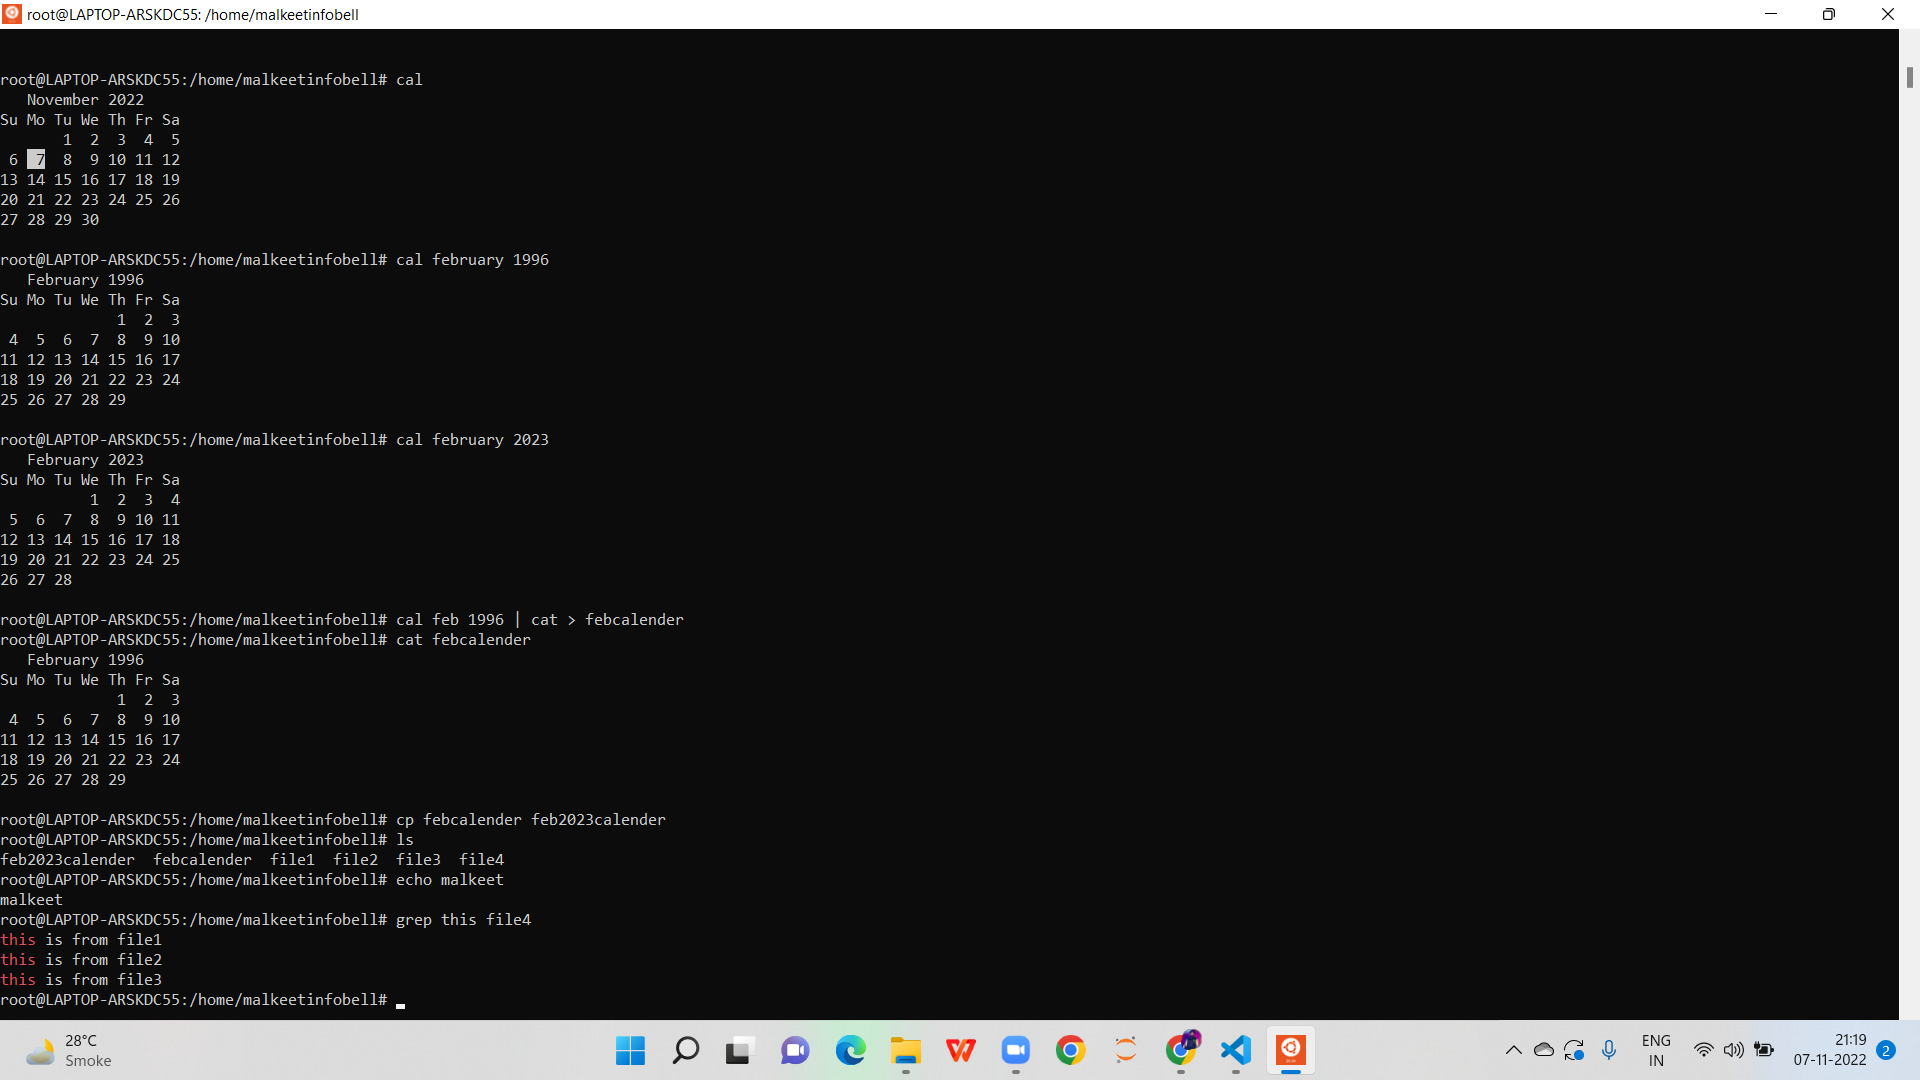 root@LAPTOP-ARSKDC55: /home/malkeetinfobell
root@LAPTOP-ARSKDC55:/home/malkeetinfobell# cal
   November 2022
Su Mo Tu We Th Fr Sa
       1  2  3  4  5
 6  7  8  9 10 11 12
13 14 15 16 17 18 19
20 21 22 23 24 25 26
27 28 29 30
root@LAPTOP-ARSKDC55:/home/malkeetinfobell# cal february 1996
   February 1996
Su Mo Tu We Th Fr Sa
             1  2  3
 4  5  6  7  8  9 10
11 12 13 14 15 16 17
18 19 20 21 22 23 24
25 26 27 28 29
root@LAPTOP-ARSKDC55:/home/malkeetinfobell# cal february 2023
   February 2023
Su Mo Tu We Th Fr Sa
          1  2  3  4
 5  6  7  8  9 10 11
12 13 14 15 16 17 18
19 20 21 22 23 24 25
26 27 28
root@LAPTOP-ARSKDC55:/home/malkeetinfobell# cal feb 1996 | cat > febcalender
root@LAPTOP-ARSKDC55:/home/malkeetinfobell# cat febcalender
   February 1996
Su Mo Tu We Th Fr Sa
             1  2  3
 4  5  6  7  8  9 10
11 12 13 14 15 16 17
18 19 20 21 22 23 24
25 26 27 28 29
root@LAPTOP-ARSKDC55:/home/malkeetinfobell# cp febcalender feb2023calender
root@LAPTOP-ARSKDC55:/home/malkeetinfobell# ls
feb2023calender  febcalender  file1  file2  file3  file4
root@LAPTOP-ARSKDC55:/home/malkeetinfobell# echo malkeet
malkeet
root@LAPTOP-ARSKDC55:/home/malkeetinfobell# grep this file4
this is from file1
this is from file2
this is from file3
root@LAPTOP-ARSKDC55:/home/malkeetinfobell#
28°C
Smoke
ENG
IN
21:19
07-11-2022
2